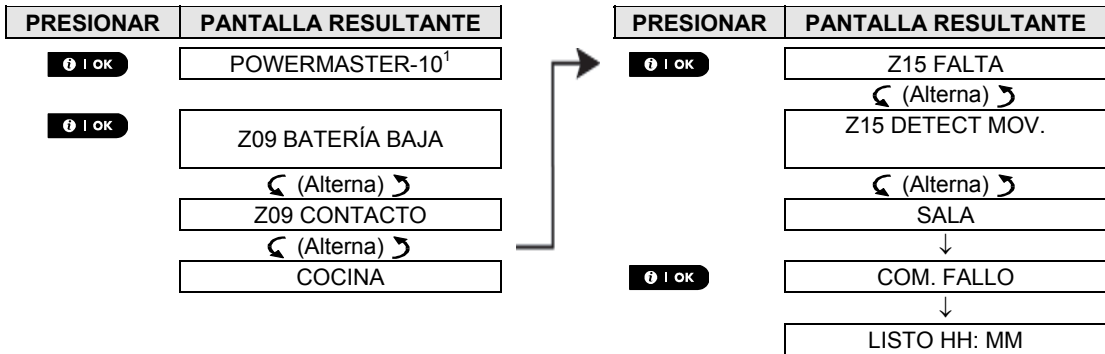 PRESIONAR PANTALLA RESULTANTE
i | OK POWERMASTER-10¹
i | OK Z09 BATERÍA BAJA
(Alterna)
Z09 CONTACTO
(Alterna)
COCINA
PRESIONAR PANTALLA RESULTANTE
i | OK Z15 FALTA
(Alterna)
Z15 DETECT MOV.
(Alterna)
SALA
↓
i | OK COM. FALLO
↓
LISTO HH: MM